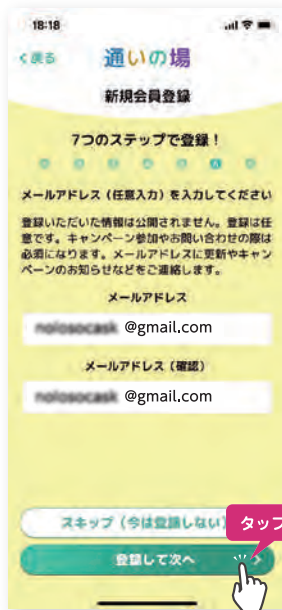 18:18
<戻る
通いの場
新規会員登録
7つのステップで登録！
メールアドレス（任意入力）を入力してください
登録いただいた情報は公開されません。登録は任
意です。キャンペーン参加やお問い合わせの際は
必須になります。メールアドレスに更新やキャン
ペーンのお知らせなどをご連絡します。
メールアドレス
@gmail.com
メールアドレス（確認）
@gmail.com
スキップ（今は登録しない）
タップ
登録して次へ